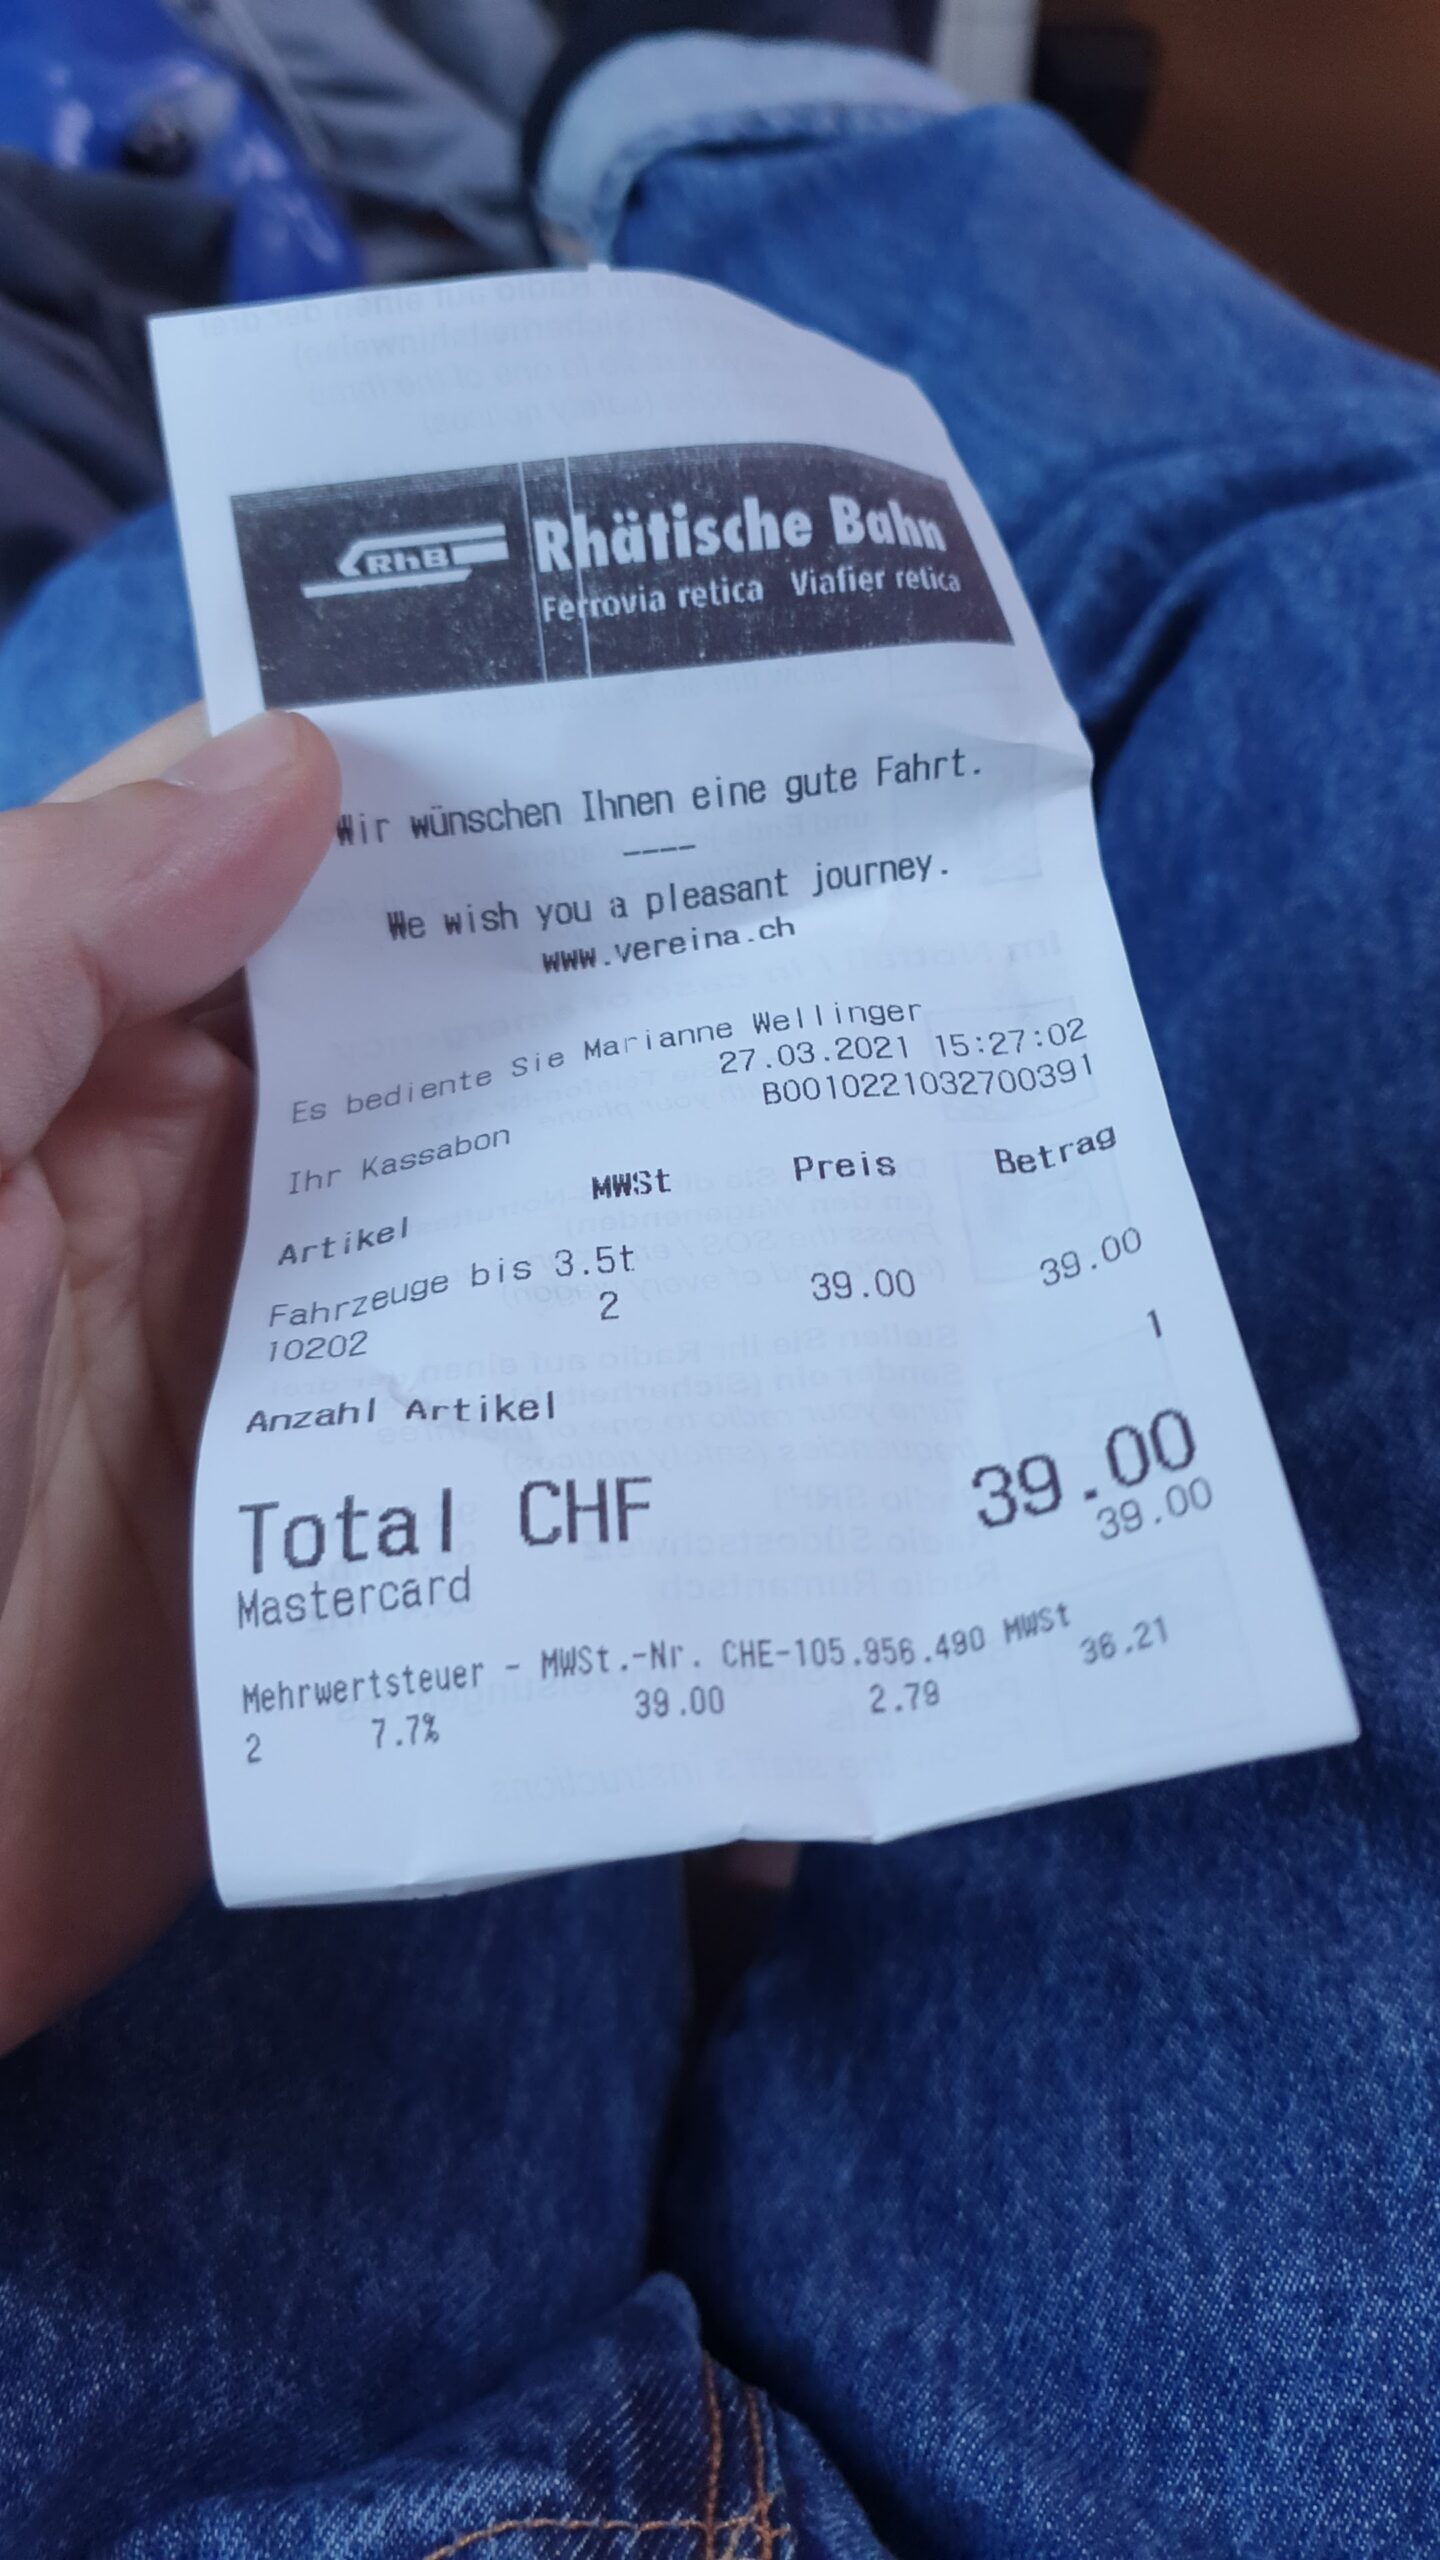 RhB
Rhätische Bahn
Ferrovia retica Viafier retica
Wir wünschen Ihnen eine gute Fahrt.
----
We wish you a pleasant journey.
www.vereina.ch
Es bediente Sie Marianne Wellinger
27.03.2021 15:27:02
Ihr Kassabon B0010221032700391
Artikel MWSt Preis Betrag
Fahrzeuge bis 3.5t
10202 2 39.00 39.00
Anzahl Artikel 1
Total CHF 39.00
Mastercard 39.00
Mehrwertsteuer - MWSt.-Nr. CHE-105.956.490 MWSt
2 7.7% 39.00 2.79 36.21